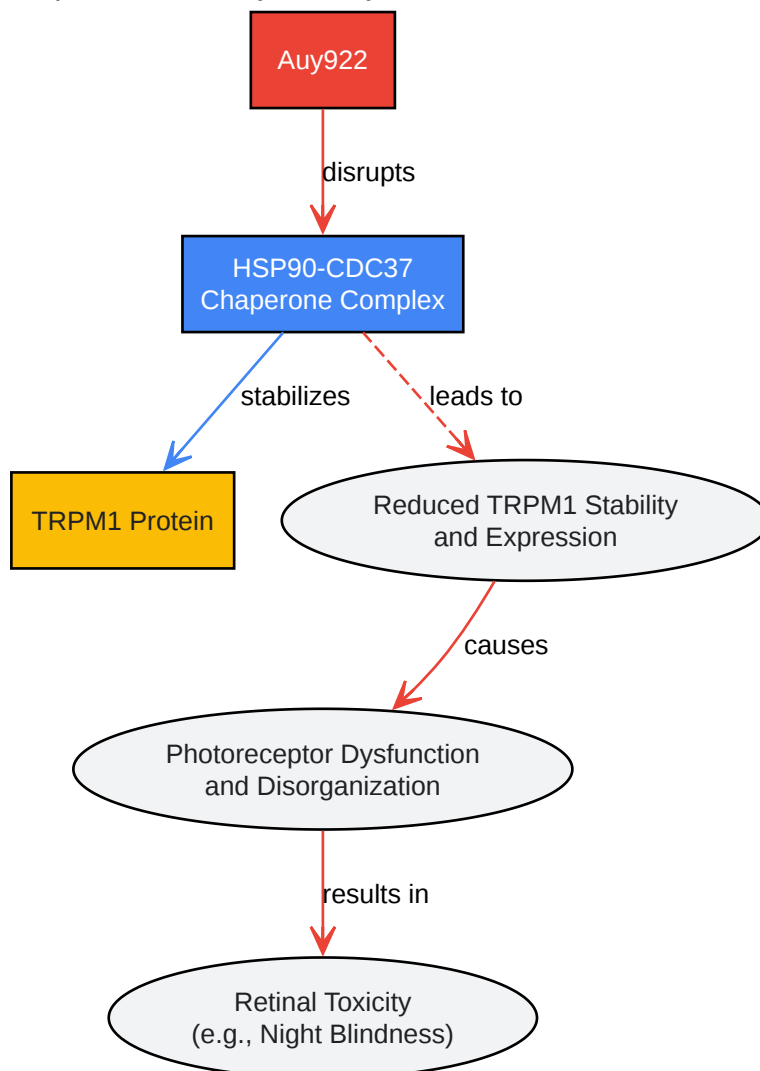 Auy922
disrupts
HSP90-CDC37
Chaperone Complex
stabilizes
leads to
TRPM1 Protein
Reduced TRPM1 Stability
and Expression
causes
Photoreceptor Dysfunction
and Disorganization
results in
Retinal Toxicity
(e.g., Night Blindness)